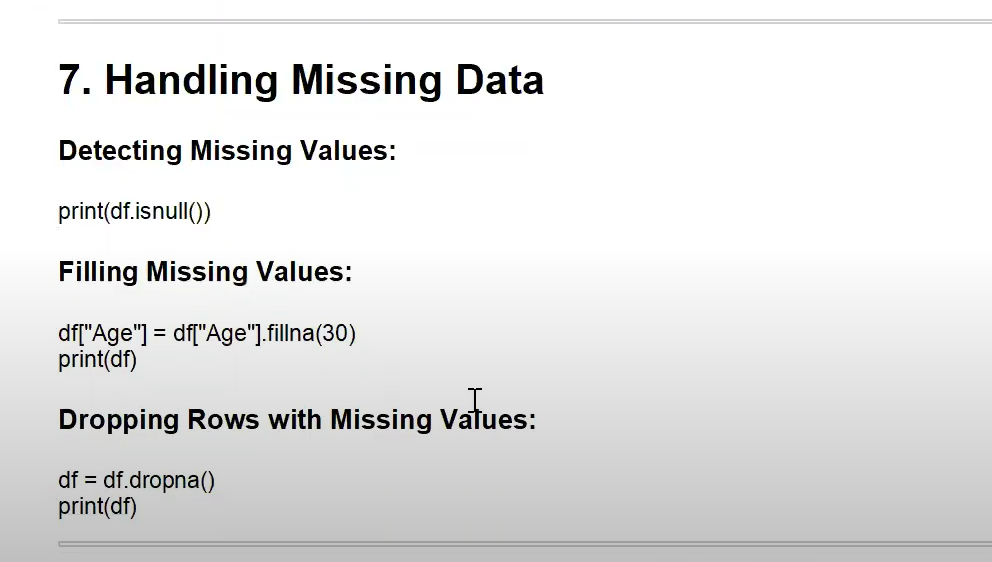 7. Handling Missing Data
Detecting Missing Values:
print(df.isnull())
Filling Missing Values:
df["Age"] = df["Age"].fillna(30)
print(df)
Dropping Rows with Missing Values:
df = df.dropna()
print(df)